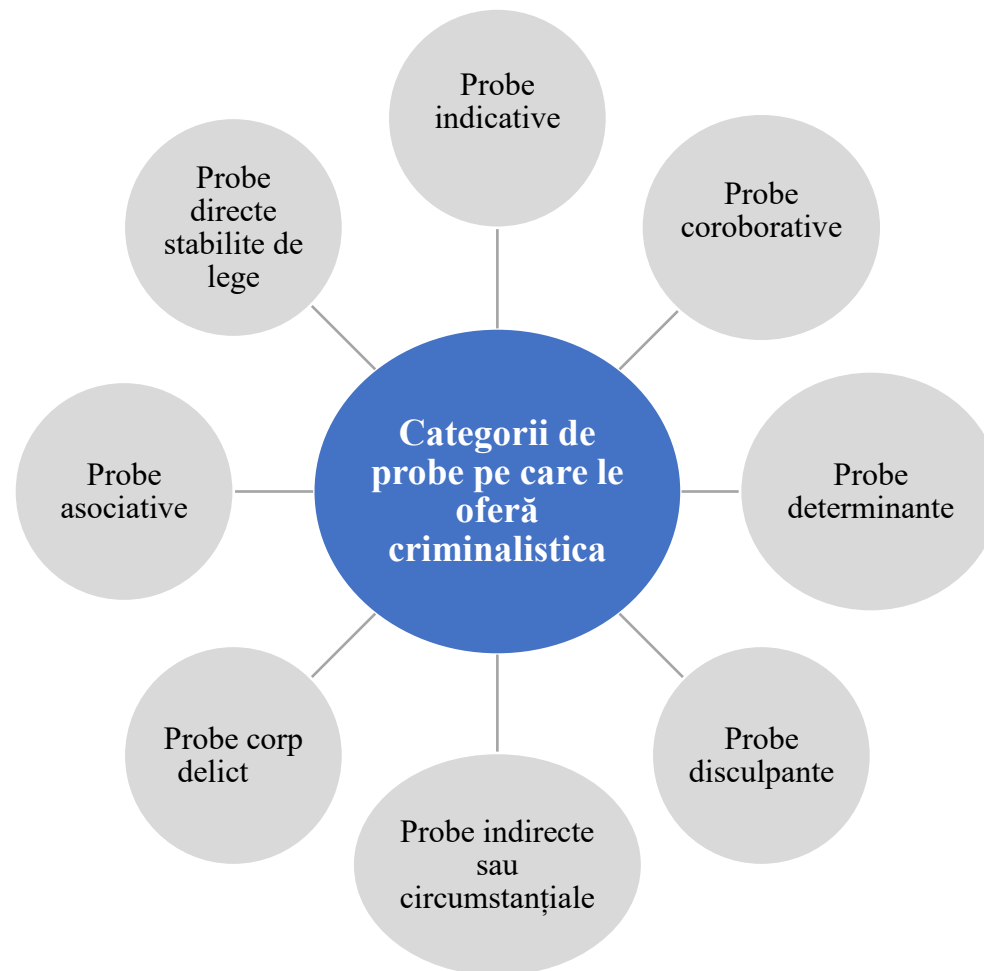 Probe
indicative
Probe
coroborative
Probe
determinante
Probe
disculpante
Probe indirecte
sau
circumstanțiale
Probe corp
delict
Probe
asociative
Probe
directe
stabilite de
lege
Categorii de
probe pe care le
oferă
criminalistica